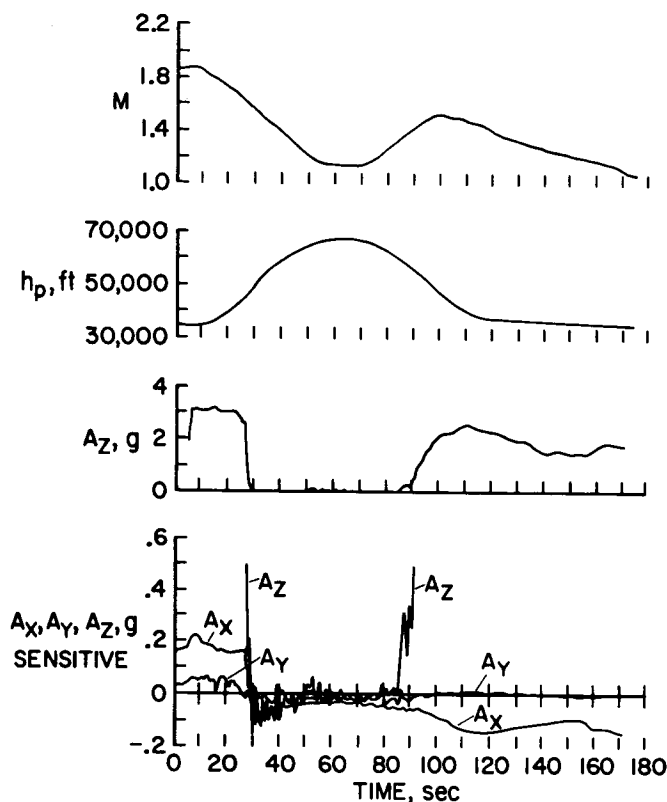 2.2
1.8
M
1.4
1.0
70,000
h_p, ft 50,000
30,000
4
A_Z, g 2
0
.6
A_Z
.4
A_Z
A_X, A_Y, A_Z, g
SENSITIVE
.2
A_X
A_Y
A_Y
0
A_X
-.2
0 20 40 60 80 100 120 140 160 180
TIME, sec